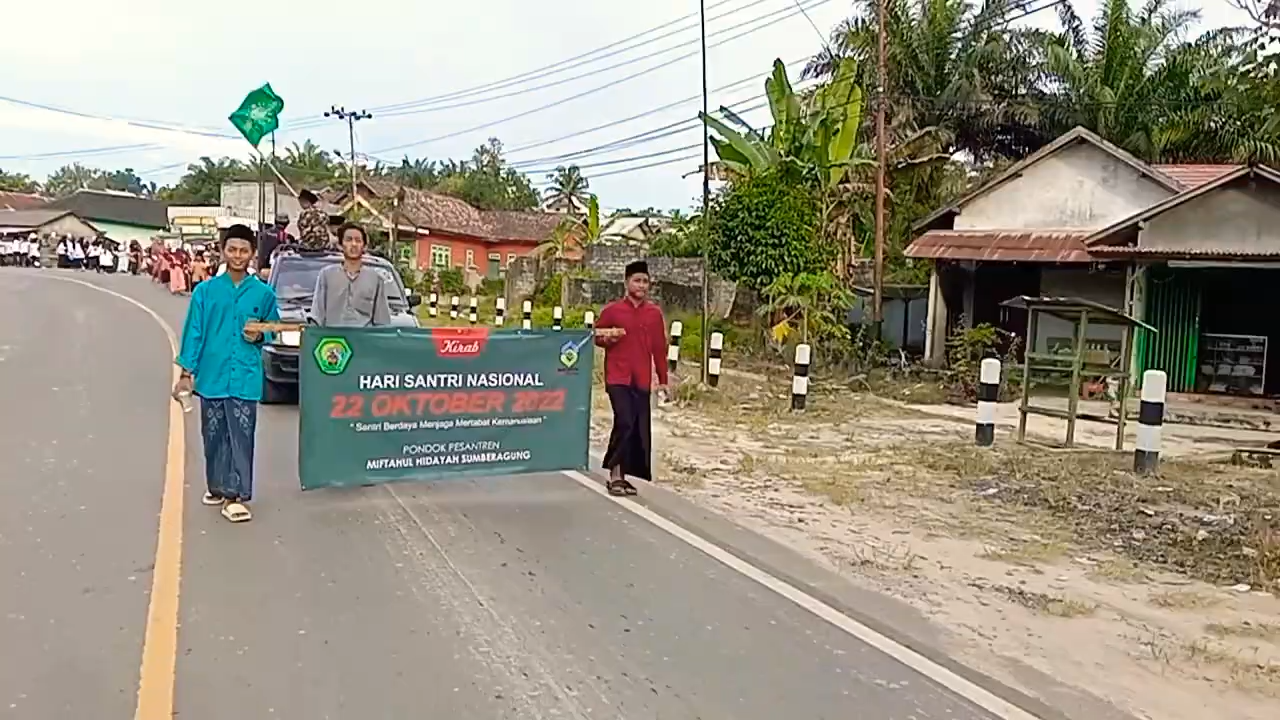 Kirab
HARI SANTRI NASIONAL
22 OKTOBER 2022
" Santri Berdaya Menjaga Martabat Kemanusiaan "
PONDOK PESANTREN
MIFTAHUL HIDAYAH SUMBERAGUNG